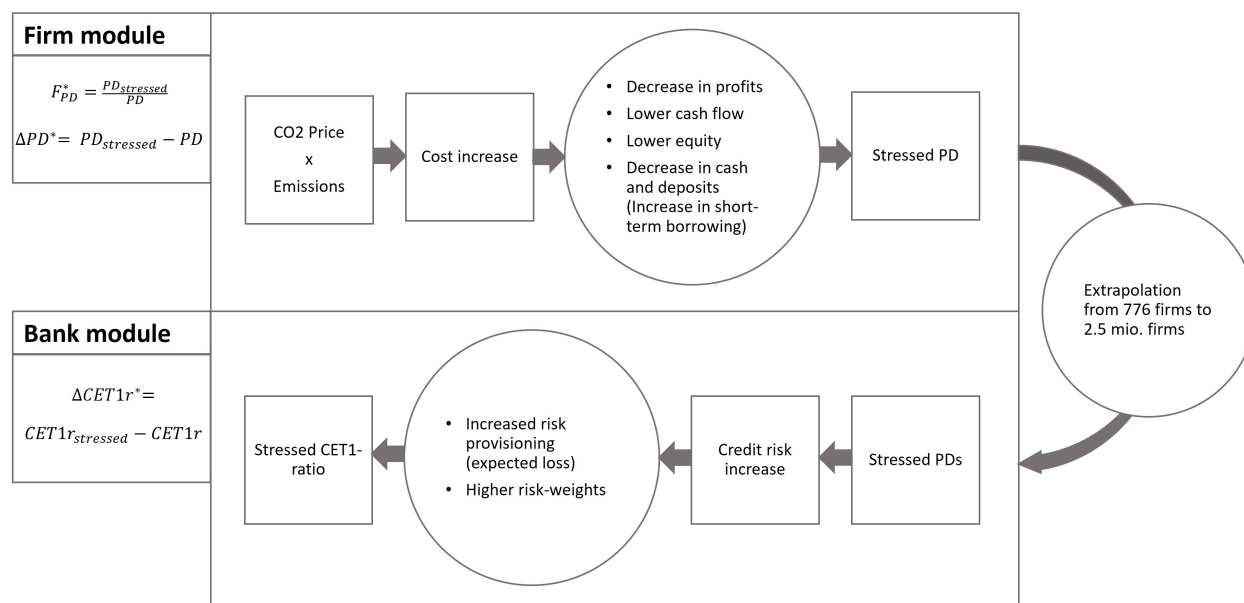 Firm module
F*PD = PDstressed / PD
ΔPD* = PDstressed − PD
CO2 Price
x
Emissions
Cost increase
• Decrease in profits
• Lower cash flow
• Lower equity
• Decrease in cash
and deposits
(Increase in short-
term borrowing)
Stressed PD
Extrapolation
from 776 firms to
2.5 mio. firms
Bank module
ΔCET1r* =
CET1rstressed − CET1r
Stressed CET1-
ratio
• Increased risk
provisioning
(expected loss)
• Higher risk-weights
Credit risk
increase
Stressed PDs